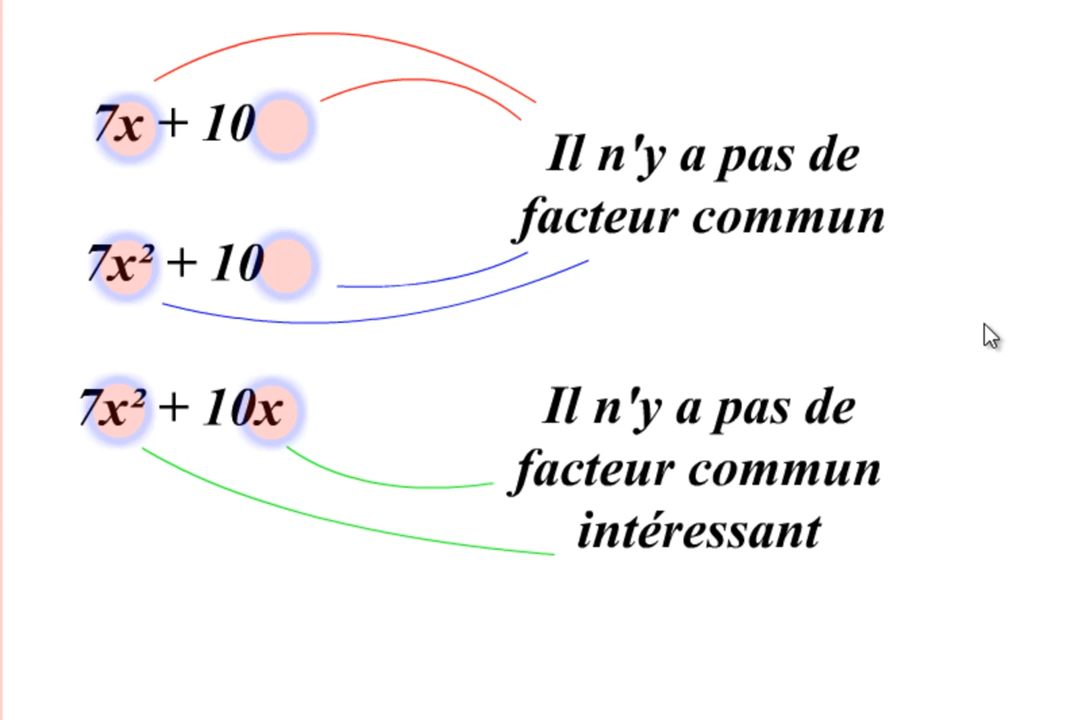 7x + 10
Il n'y a pas de
facteur commun
7x² + 10
7x² + 10x
Il n'y a pas de
facteur commun
intéressant